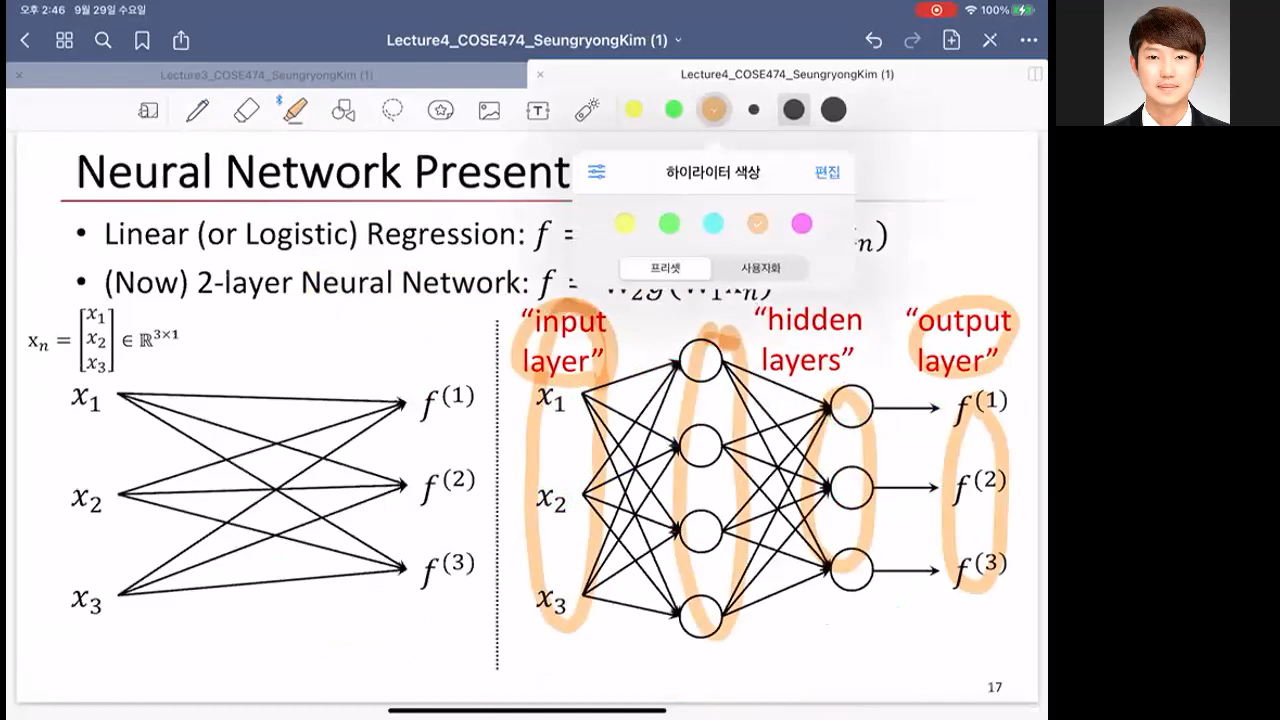 오후 2:46 9월 29일 수요일
100%
Lecture4_COSE474_SeungryongKim (1)
Lecture3_COSE474_SeungryongKim (1)
Lecture4_COSE474_SeungryongKim (1)
Neural Network Present
하이라이터 색상
편집
프리셋
사용자화
• Linear (or Logistic) Regression: f = n)
• (Now) 2-layer Neural Network: f =
xₙ = [x₁ x₂ x₃] ∈ ℝ³ˣ¹
x₁
x₂
x₃
f⁽¹⁾
f⁽²⁾
f⁽³⁾
"input
layer"
"hidden
layers"
"output
layer"
x₁
x₂
x₃
f⁽¹⁾
f⁽²⁾
f⁽³⁾
17